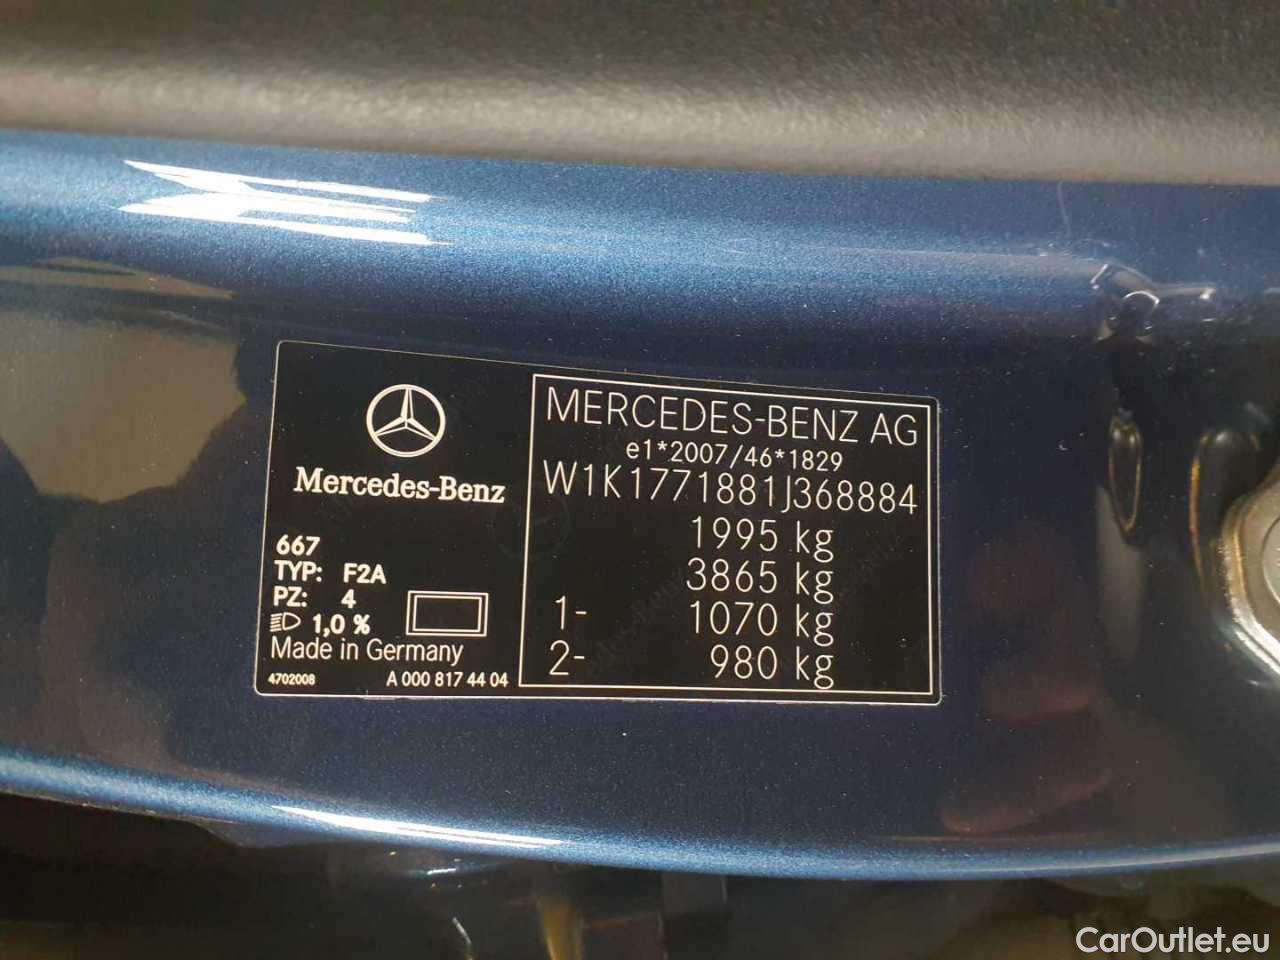 Mercedes-Benz
667
TYP: F2A
PZ: 4
1,0 %
Made in Germany
4702008 A 000 817 44 04
MERCEDES-BENZ AG
e1*2007/46*1829
W1K1771881J368884
1995 kg
3865 kg
1- 1070 kg
2- 980 kg
CarOutlet.eu